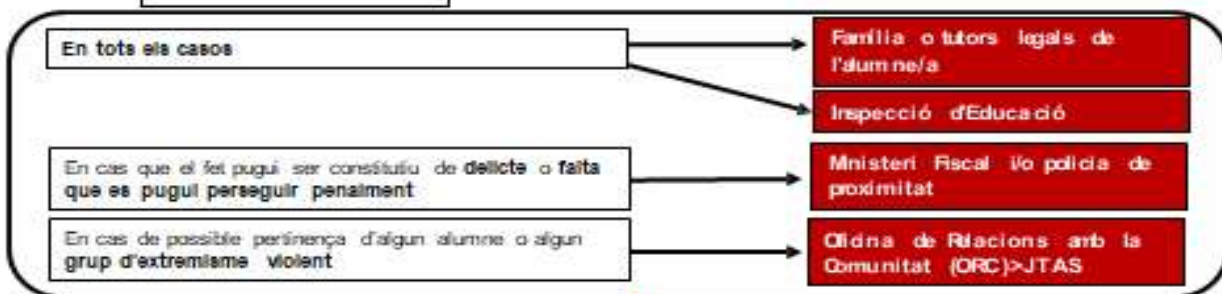 En tots els casos
Família o tutors legals de
l'alumne/a
Inspecció d'Educació
En cas que el fet pugui ser constitutiu de delicte o falta
que es pugui perseguir penalment
Ministeri Fiscal i/o policia de
proximitat
En cas de possible pertinença d'algun alumne o algun
grup d'extremisme violent
Oficina de Relacions amb la
Comunitat (ORC)>JTAS